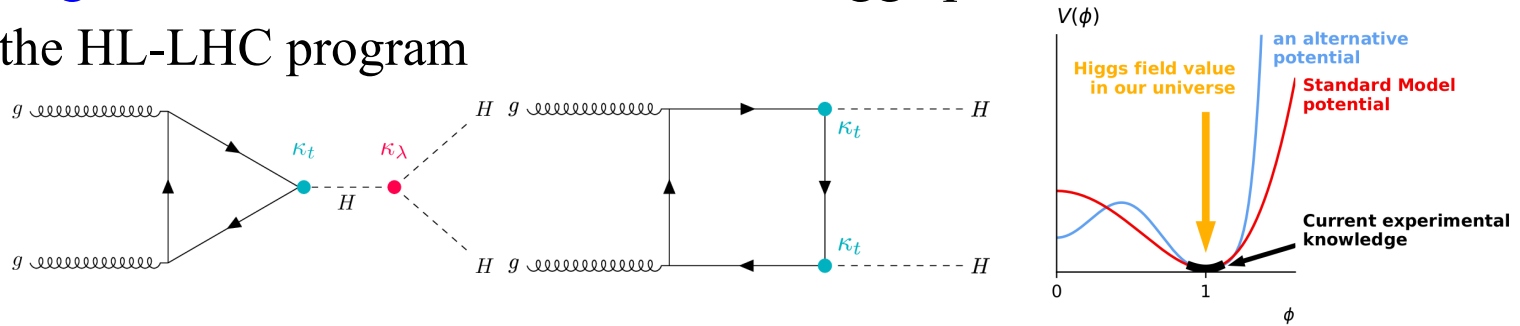 the HL-LHC program
g
κt
κλ
H
H
g
H
g
κt
H
g
κt
H
V(ϕ)
an alternative
potential
Higgs field value
in our universe
Standard Model
potential
Current experimental
knowledge
0
1
ϕ